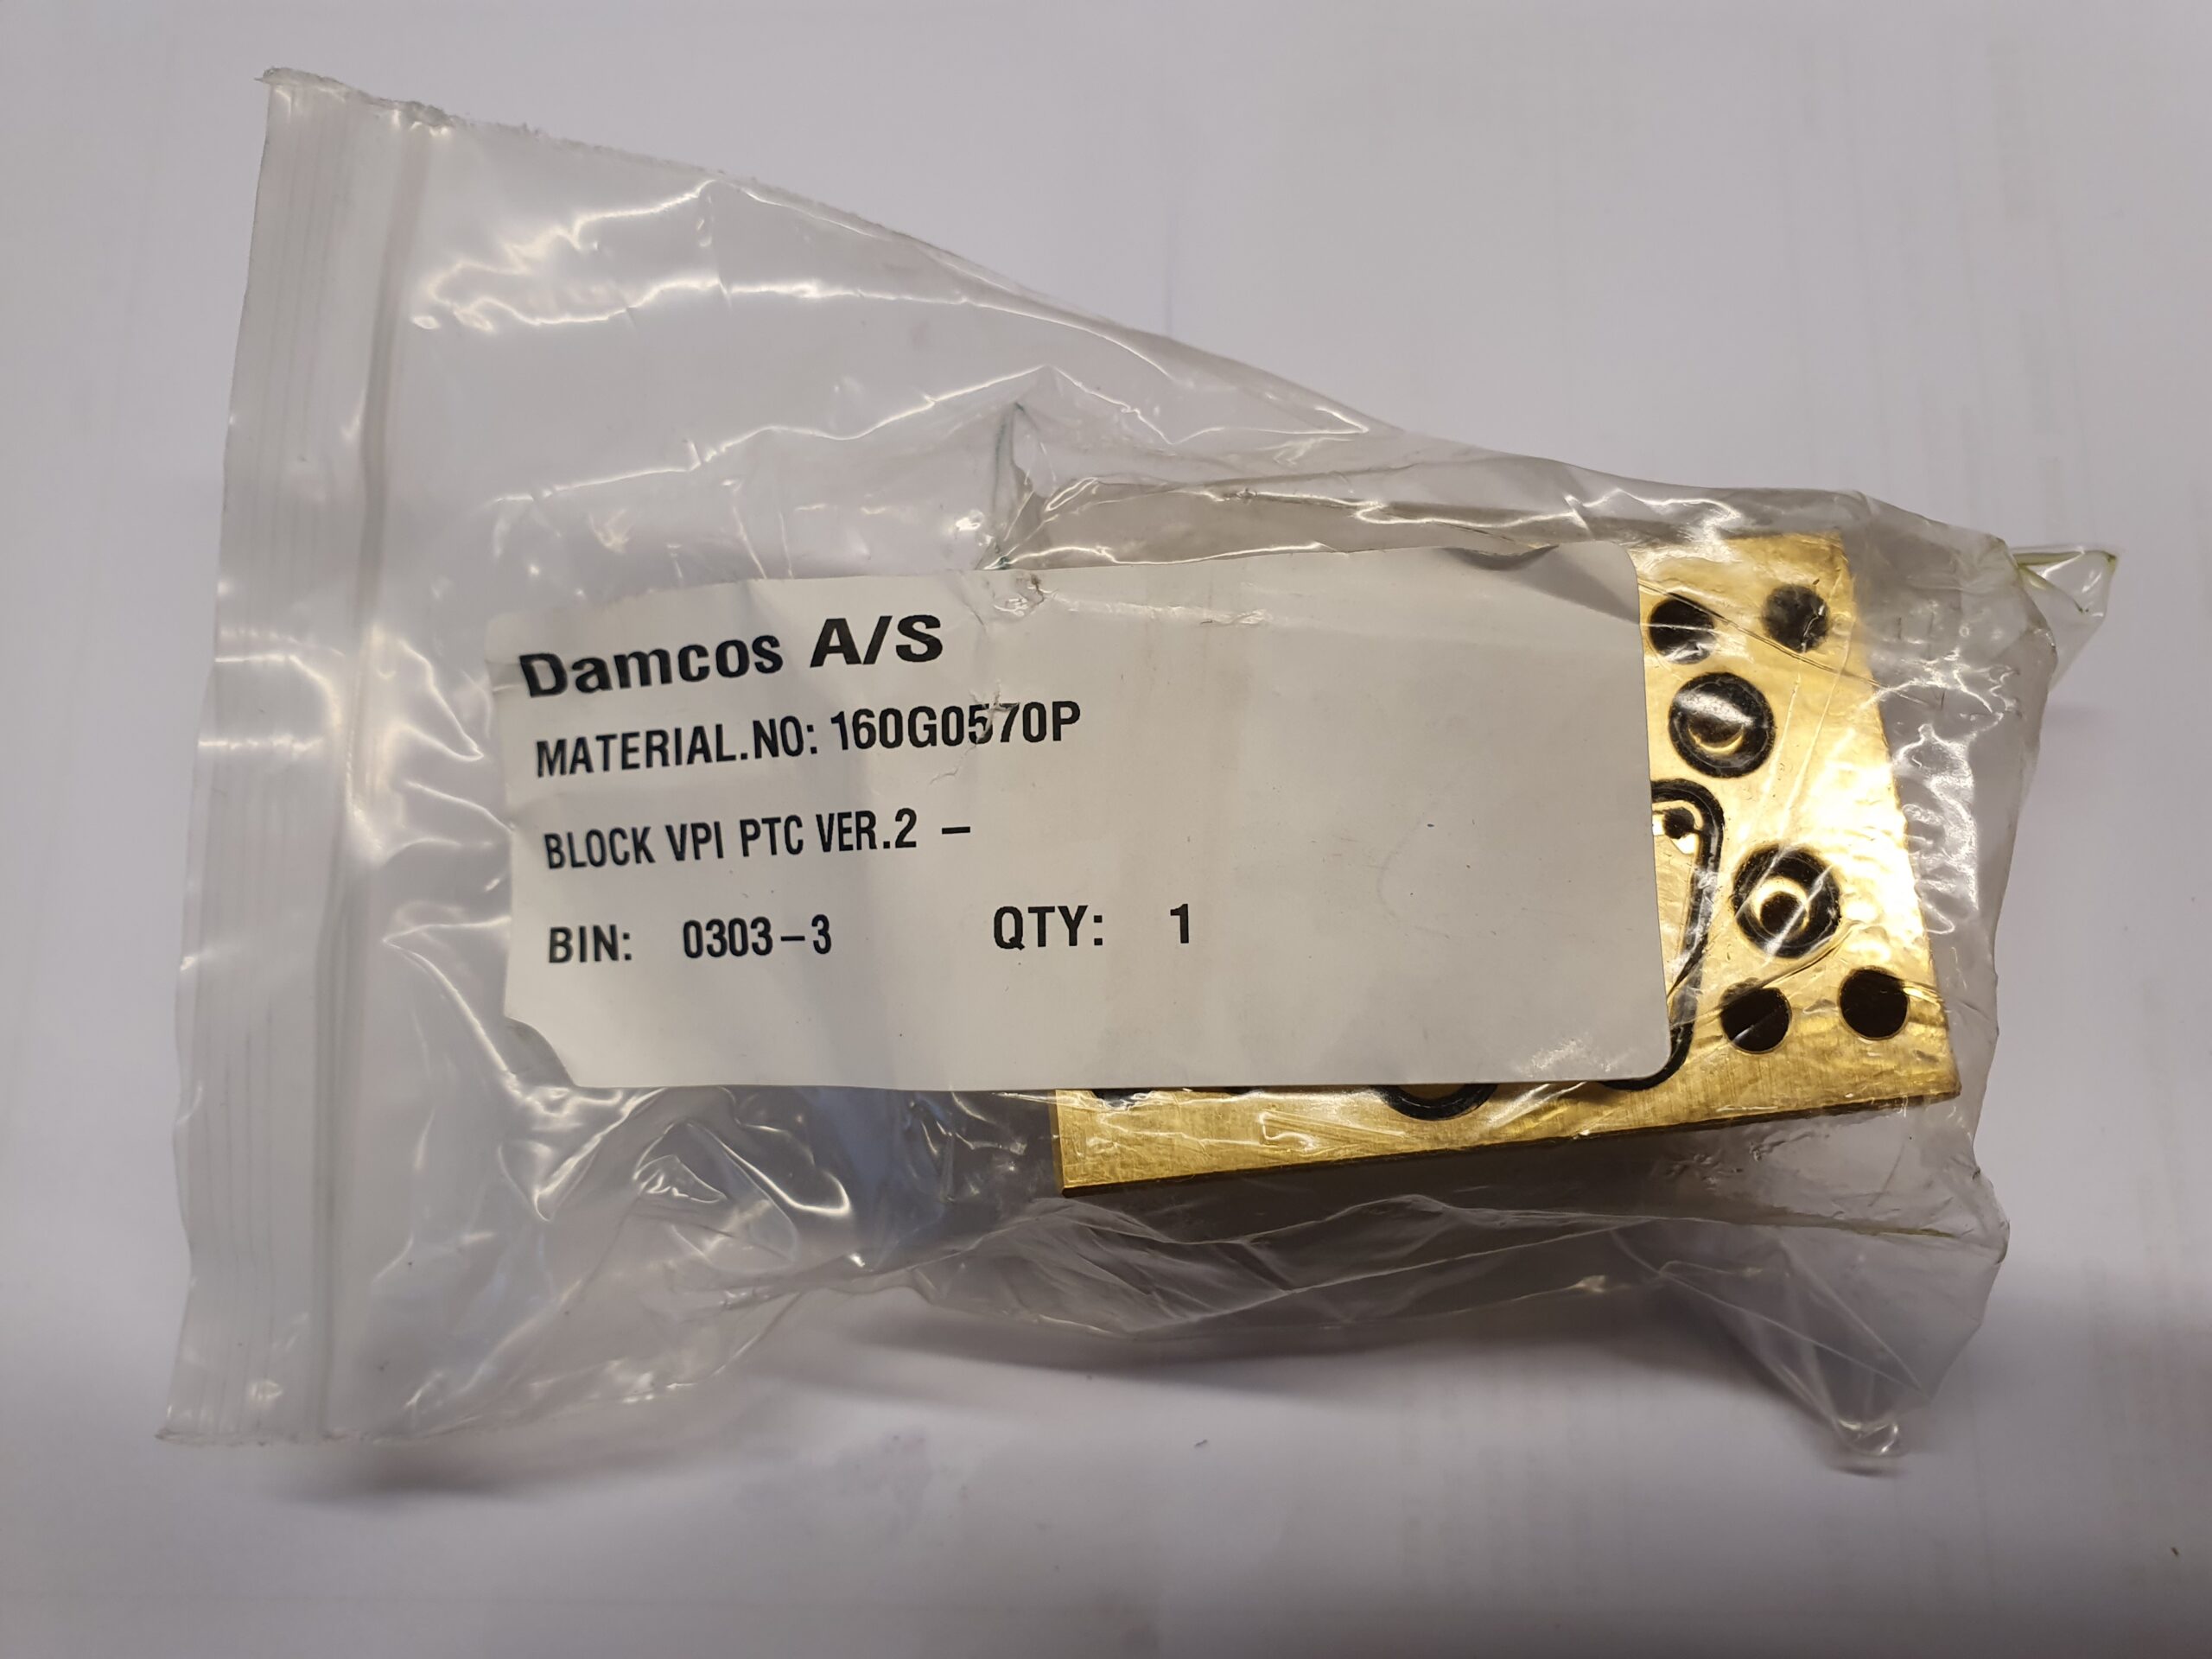 Damcos A/S
MATERIAL.NO: 160G0570P
BLOCK VPI PTC VER.2 –
BIN: 0303–3 QTY: 1